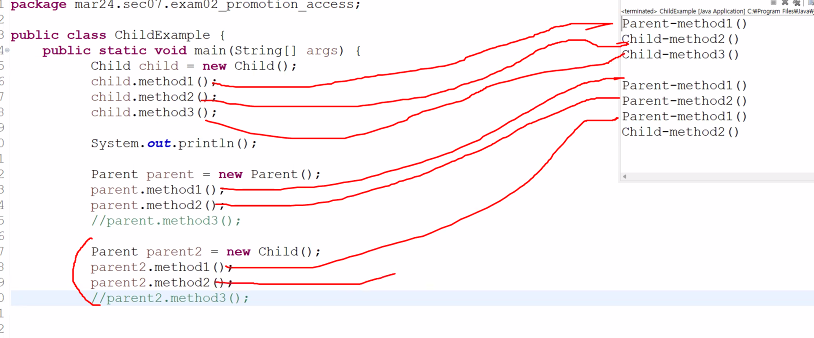 package mar24.sec07.exam02_promotion_access;
public class ChildExample {
public static void main(String[] args) {
Child child = new Child();
child.method1();
child.method2();
child.method3();
System.out.println();
Parent parent = new Parent();
parent.method1();
parent.method2();
//parent.method3();
Parent parent2 = new Child();
parent2.method1();
parent2.method2();
//parent2.method3();
<terminated> ChildExample [Java Application] C:₩Program Files₩Java₩
Parent-method1()
Child-method2()
Child-method3()
Parent-method1()
Parent-method2()
Parent-method1()
Child-method2()